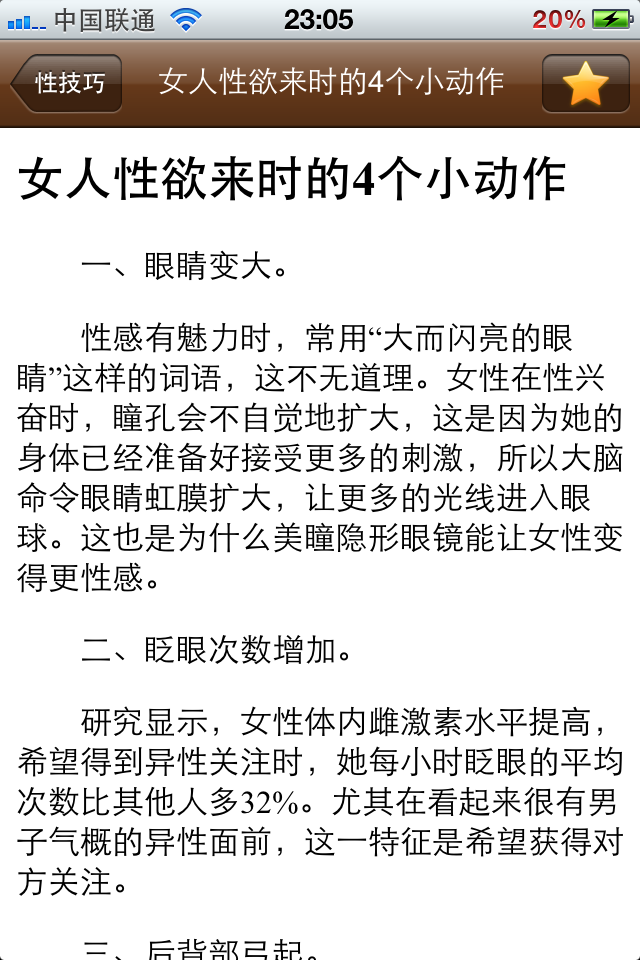 中国联通 23:05 20%
性技巧 女人性欲来时的4个小动作
女人性欲来时的4个小动作
一、眼睛变大。
性感有魅力时，常用“大而闪亮的眼
睛”这样的词语，这不无道理。女性在性兴
奋时，瞳孔会不自觉地扩大，这是因为她的
身体已经准备好接受更多的刺激，所以大脑
命令眼睛虹膜扩大，让更多的光线进入眼
球。这也是为什么美瞳隐形眼镜能让女性变
得更性感。
二、眨眼次数增加。
研究显示，女性体内雌激素水平提高，
希望得到异性关注时，她每小时眨眼的平均
次数比其他人多32%。尤其在看起来很有男
子气概的异性面前，这一特征是希望获得对
方关注。
三、后背部弓起。